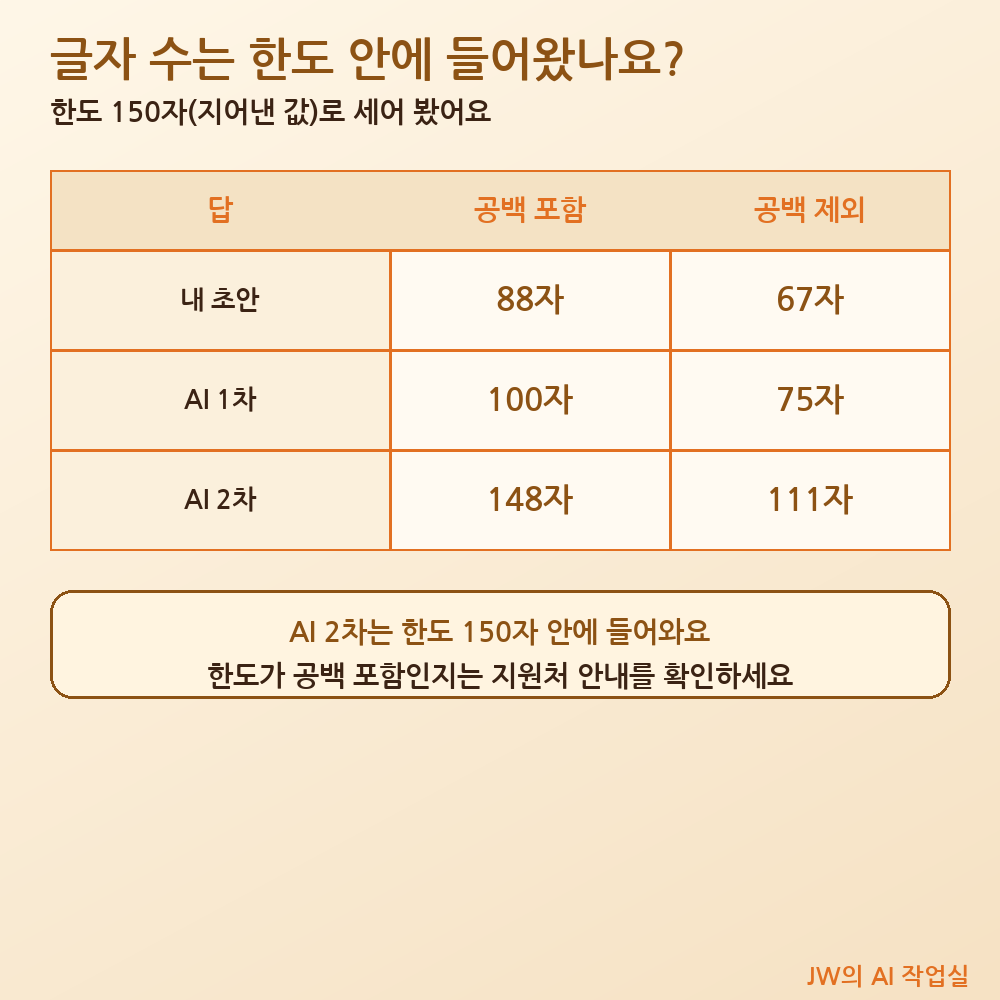 글자 수는 한도 안에 들어왔나요?
한도 150자(지어낸 값)로 세어 봤어요
답 공백 포함 공백 제외
내 초안 88자 67자
AI 1차 100자 75자
AI 2차 148자 111자
AI 2차는 한도 150자 안에 들어와요
한도가 공백 포함인지는 지원처 안내를 확인하세요
JW의 AI 작업실